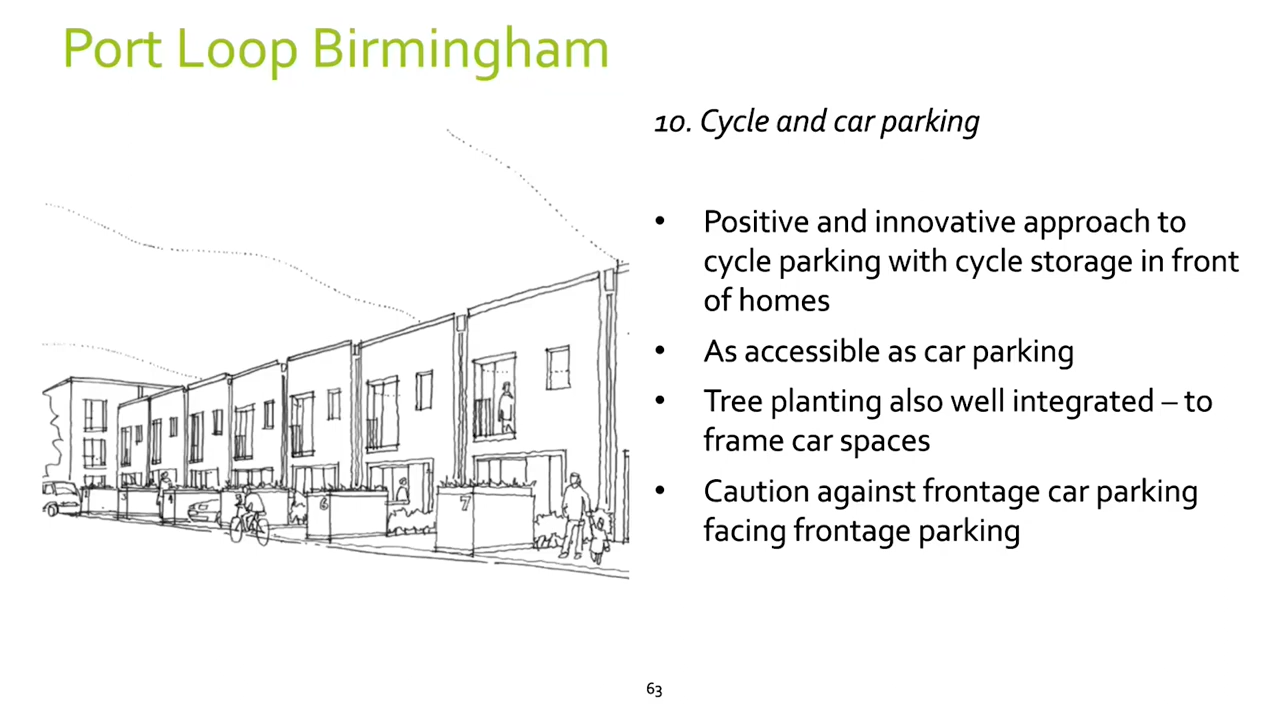 Port Loop Birmingham
10. Cycle and car parking
• Positive and innovative approach to
cycle parking with cycle storage in front
of homes
• As accessible as car parking
• Tree planting also well integrated – to
frame car spaces
• Caution against frontage car parking
facing frontage parking
6
7
63